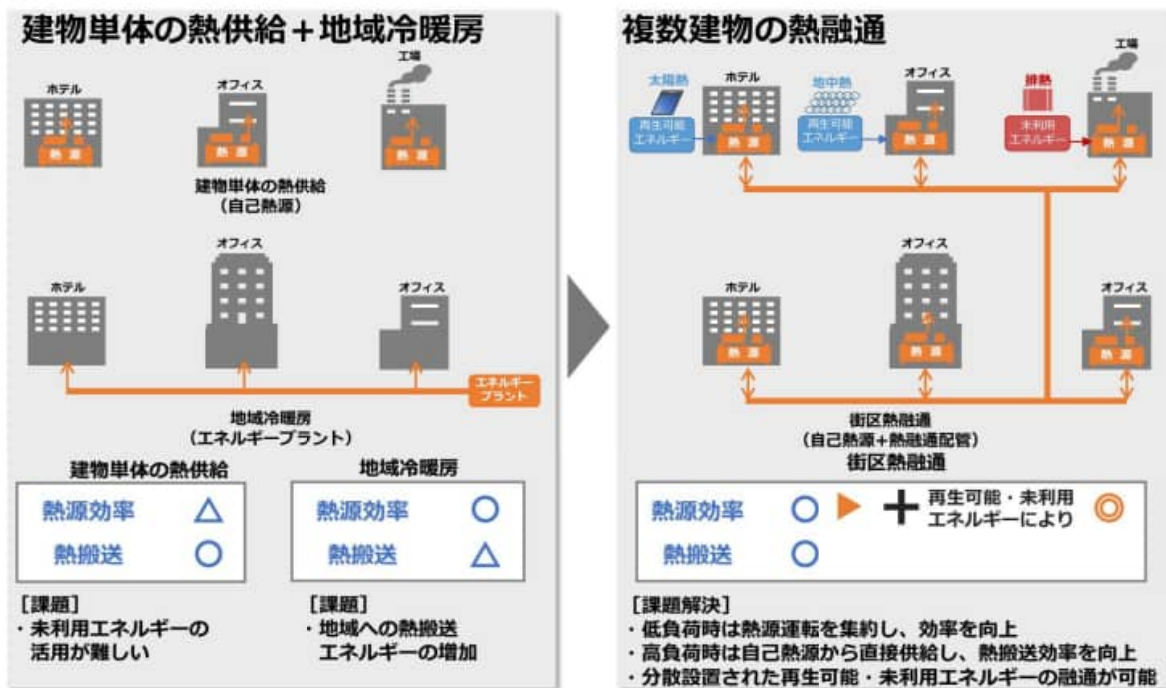 建物単体の熱供給＋地域冷暖房
ホテル
オフィス
工場
熱 源
熱 源
熱 源
建物単体の熱供給
（自己熱源）
ホテル
オフィス
オフィス
エネルギー
プラント
地域冷暖房
（エネルギープラント）
建物単体の熱供給
熱源効率 △
熱搬送 ○
［課題］
・未利用エネルギーの
活用が難しい
地域冷暖房
熱源効率 ○
熱搬送 △
［課題］
・地域への熱搬送
エネルギーの増加
複数建物の熱融通
太陽熱
再生可能
エネルギー
ホテル
熱 源
地中熱
再生可能
エネルギー
オフィス
熱 源
排熱
未利用
エネルギー
工場
熱 源
ホテル
熱 源
オフィス
熱 源
オフィス
熱 源
街区熱融通
（自己熱源＋熱融通配管）
街区熱融通
熱源効率 ○ ▶ ＋ 再生可能・未利用
エネルギーにより ◎
熱搬送 ○
［課題解決］
・低負荷時は熱源運転を集約し、効率を向上
・高負荷時は自己熱源から直接供給し、熱搬送効率を向上
・分散設置された再生可能・未利用エネルギーの融通が可能